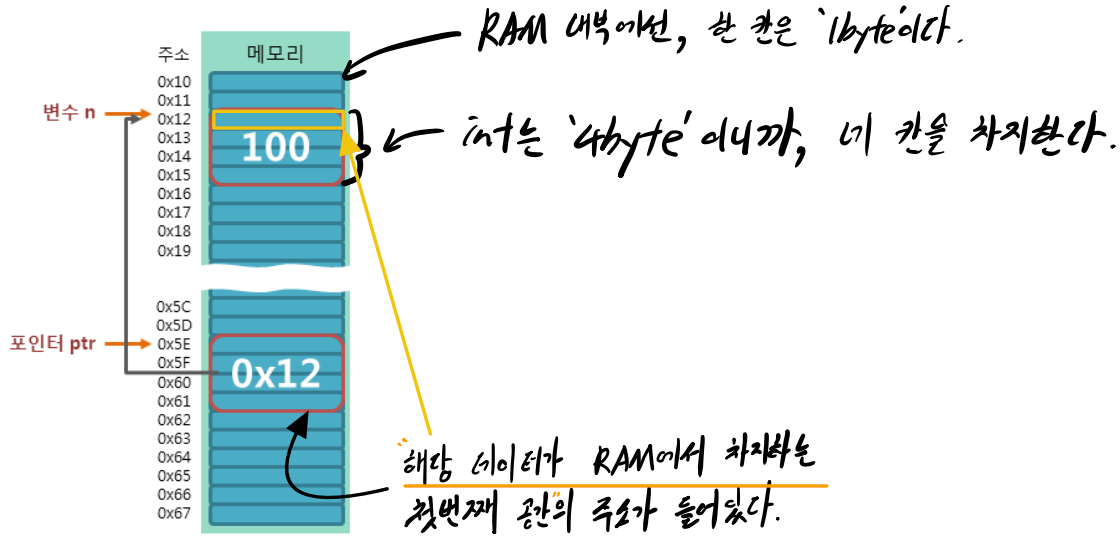 RAM 내부에선, 한 칸은 '1byte'이다.
주소
메모리
0x10
0x11
변수 n
0x12
0x13
100
0x14
0x15
0x16
0x17
0x18
0x19
int는 '4byte' 이니까, 네 칸을 차지한다.
0x5C
0x5D
포인터 ptr
0x5E
0x5F
0x12
0x60
0x61
0x62
0x63
0x64
0x65
0x66
0x67
"해당 데이터가 RAM에서 차지하는
첫번째 공간"의 주소가 들어있다.